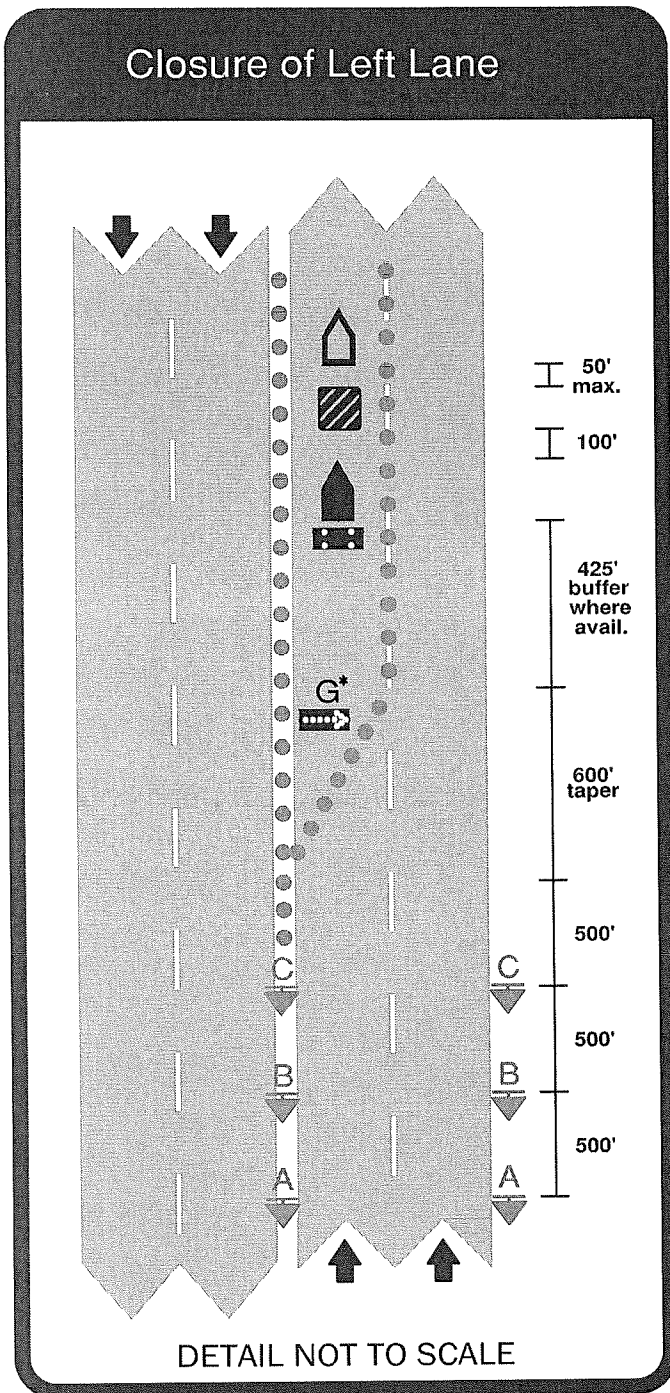 Closure of Left Lane
50'
max.
100'
425'
buffer
where
avail.
G*
600'
taper
500'
C
C
500'
B
B
500'
A
A
DETAIL NOT TO SCALE